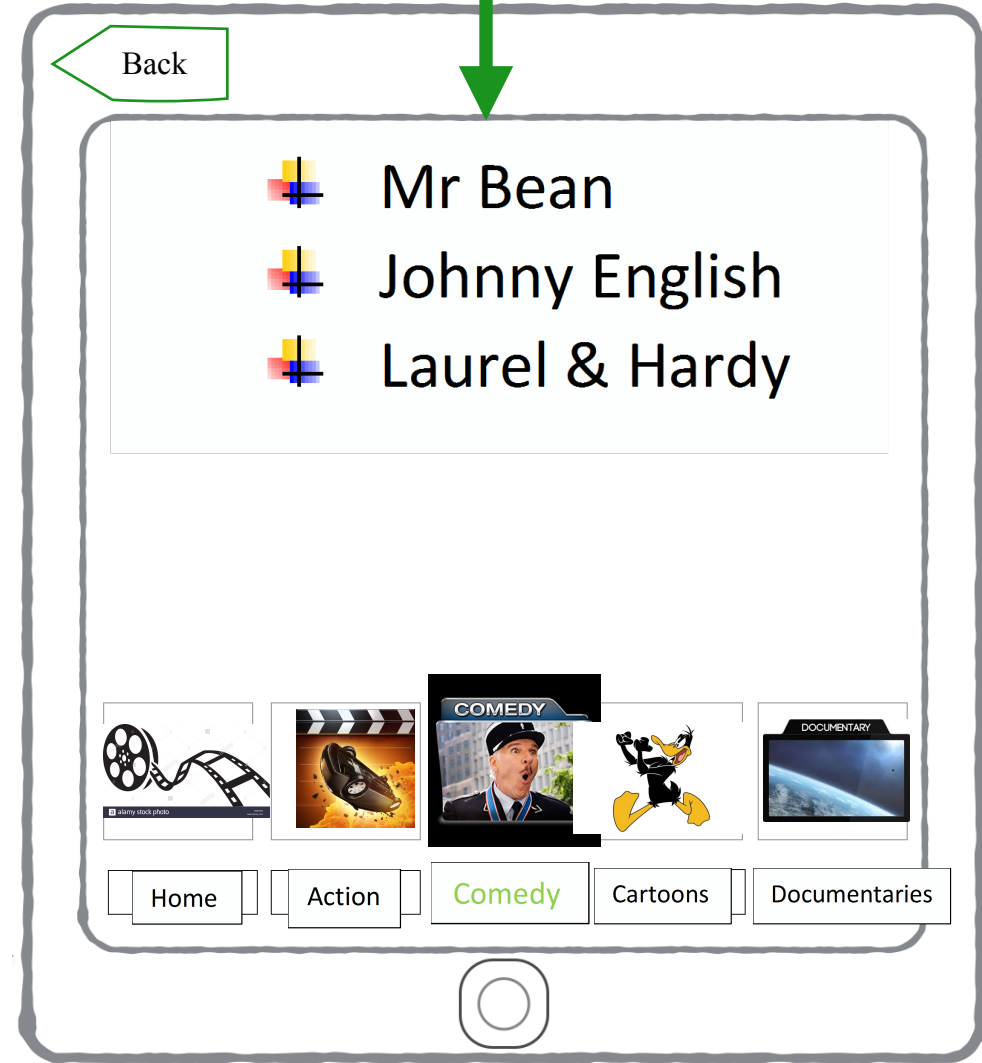 Back
Mr Bean
Johnny English
Laurel & Hardy
COMEDY
DOCUMENTARY
a alamy stock photo
Home
Action
Comedy
Cartoons
Documentaries